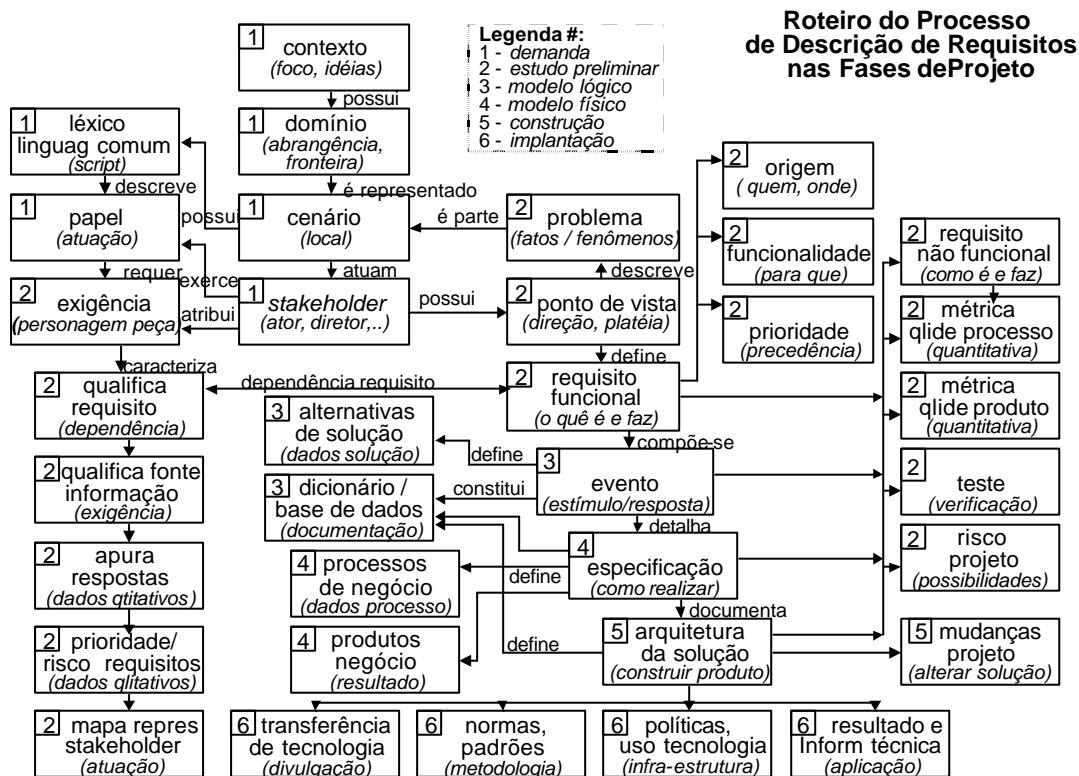 Roteiro do Processo
de Descrição de Requisitos
nas Fases deProjeto
Legenda #:
1 - demanda
2 - estudo preliminar
3 - modelo lógico
4 - modelo físico
5 - construção
6 - implantação
1 contexto
(foco, idéias)
possui
1 léxico
linguag comum
(script)
1 domínio
(abrangência,
fronteira)
2 origem
( quem, onde)
descreve
é representado
1 papel
(atuação)
possui
1 cenário
(local)
é parte
2 problema
(fatos / fenômenos)
2 funcionalidade
(para que)
2 requisito
não funcional
(como é e faz)
requer
exerce
atuam
descreve
2 exigência
(personagem peça)
atribui
1 stakeholder
(ator, diretor,..)
possui
2 ponto de vista
(direção, platéia)
2 prioridade
(precedência)
2 métrica
qlide processo
(quantitativa)
caracteriza
define
2 qualifica
requisito
(dependência)
dependência requisito
2 requisito
funcional
(o quê é e faz)
2 métrica
qlide produto
(quantitativa)
3 alternativas
de solução
(dados solução)
define
compõe-se
2 qualifica fonte
informação
(exigência)
3 dicionário /
base de dados
(documentação)
constitui
3 evento
(estímulo/resposta)
2 teste
(verificação)
detalha
2 apura
respostas
(dados qtitativos)
4 processos
de negócio
(dados processo)
define
4 especificação
(como realizar)
2 risco
projeto
(possibilidades)
documenta
2 prioridade/
risco requisitos
(dados qlitativos)
4 produtos
negócio
(resultado)
define
5 arquitetura
da solução
(construir produto)
5 mudanças
projeto
(alterar solução)
2 mapa repres
stakeholder
(atuação)
6 transferência
de tecnologia
(divulgação)
6 normas,
padrões
(metodologia)
6 políticas,
uso tecnologia
(infra-estrutura)
6 resultado e
Inform técnica
(aplicação)